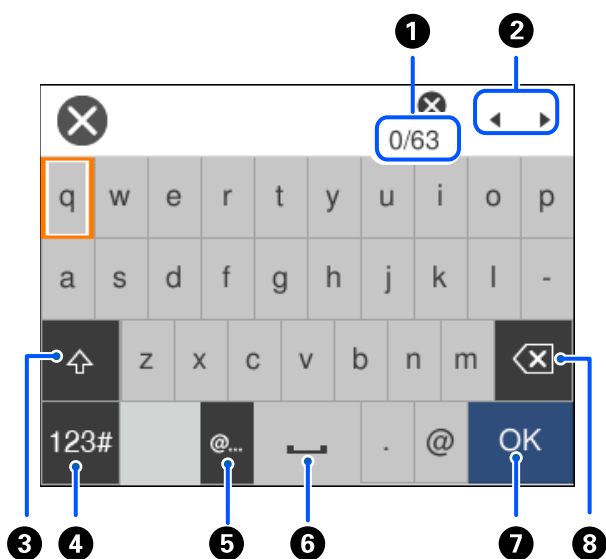 1 2
0/63
q w e r t y u i o p
a s d f g h j k l -
z x c v b n m
123# @... . @ OK
3 4 5 6 7 8